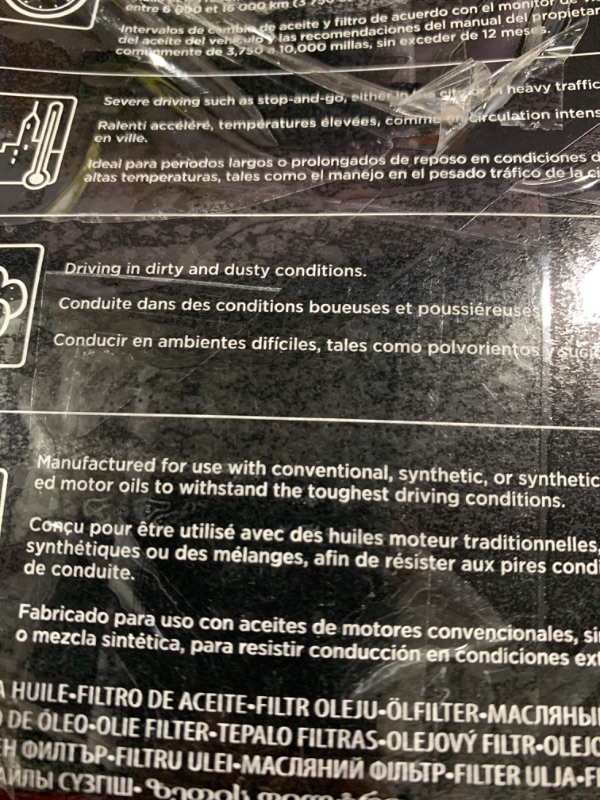 entre 6 000 et 16 000 km (3 750
Intervalos de cambio de aceite y filtro de acuerdo con el monitor de
del aceite del vehículo y las recomendaciones del manual del propietar
comúnmente de 3,750 a 10,000 millas, sin exceder de 12 meses.
Severe driving such as stop-and-go, either in the city or in heavy traffic
Ralenti accéléré, températures élevées, comme en circulation intens
en ville.
Ideal para períodos largos o prolongados de reposo en condiciones d
altas temperaturas, tales como el manejo en el pesado tráfico de la ci
Driving in dirty and dusty conditions.
Conduite dans des conditions boueuses et poussiéreuses
Conducir en ambientes difíciles, tales como polvorientos y sucio
Manufactured for use with conventional, synthetic, or synthetic
ed motor oils to withstand the toughest driving conditions.
Conçu pour être utilisé avec des huiles moteur traditionnelles,
synthétiques ou des mélanges, afin de résister aux pires condi
de conduite.
Fabricado para uso con aceites de motores convencionales, si
o mezcla sintética, para resistir conducción en condiciones ext
A HUILE•FILTRO DE ACEITE•FILTR OLEJU•ÖLFILTER•МАСЛЯНЫ
O DE ÓLEO•OLIE FILTER•TEPALO FILTRAS•OLEJOVÝ FILTR•OLEJO
ЕН ФИЛТЪР•FILTRU ULEI•МАСЛЯНИЙ ФІЛЬТР•FILTER ULJA•FI
АЙЛЫ СҮЗГІШ•